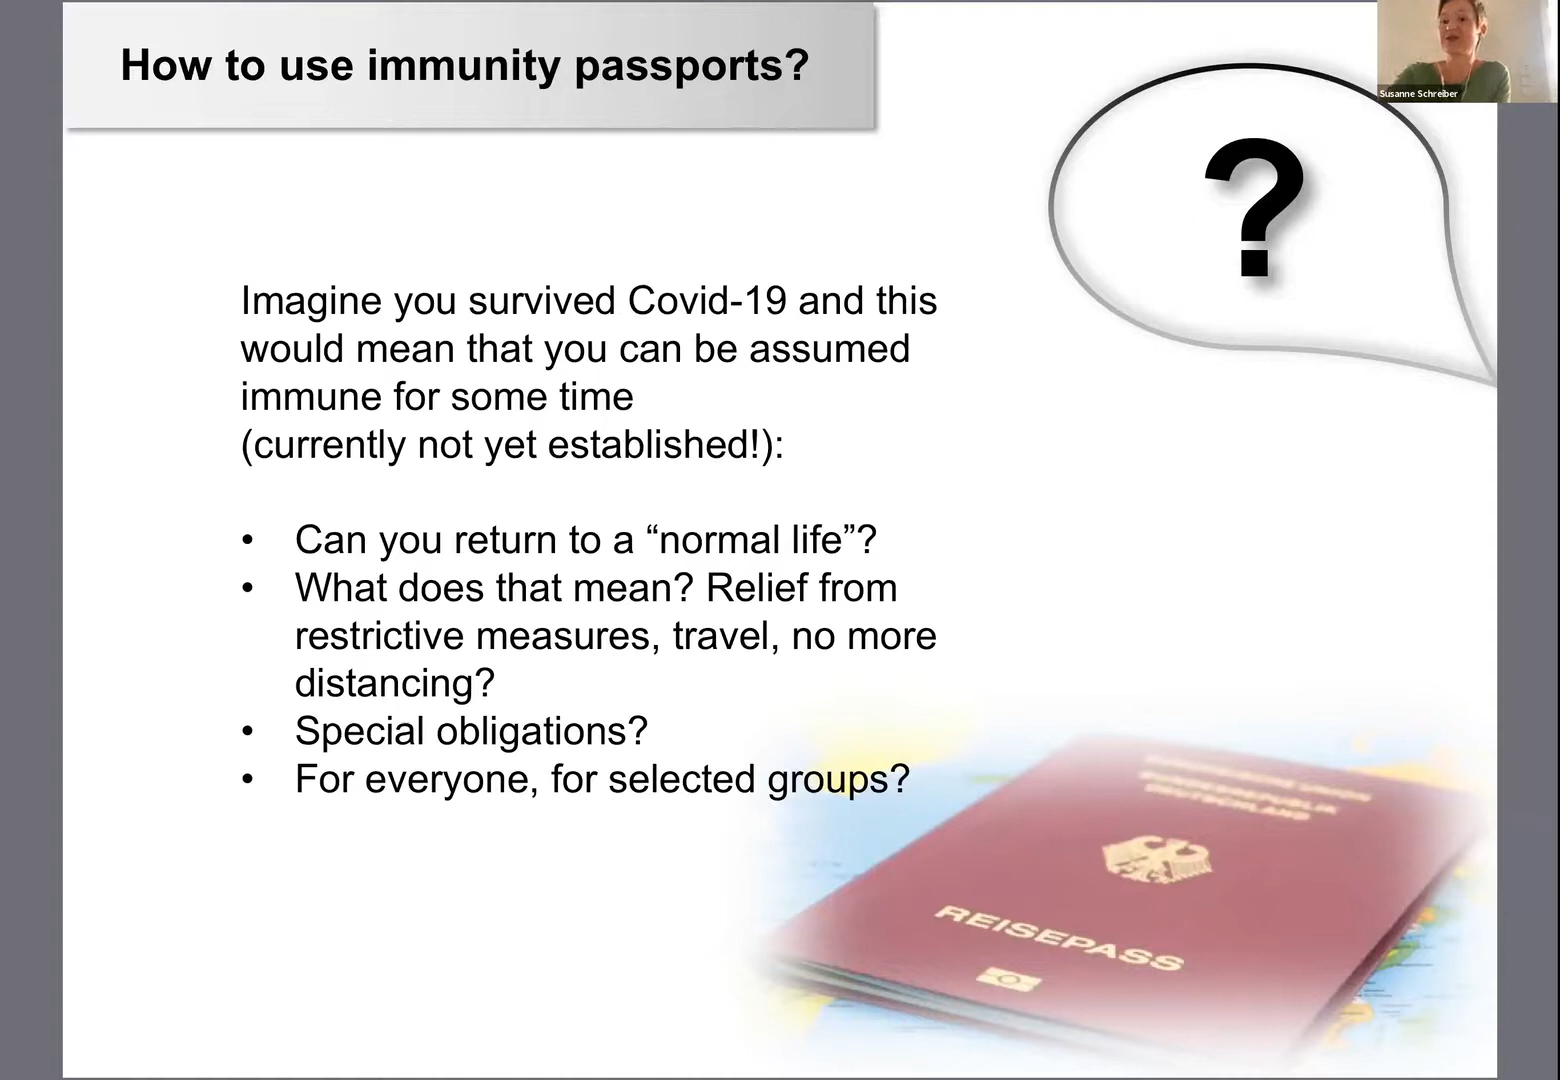 How to use immunity passports?
Susanne Schreiber
?
Imagine you survived Covid-19 and this
would mean that you can be assumed
immune for some time
(currently not yet established!):
• Can you return to a “normal life”?
• What does that mean? Relief from
restrictive measures, travel, no more
distancing?
• Special obligations?
• For everyone, for selected groups?
BUNDESREPUBLIK
DEUTSCHLAND
REISEPASS